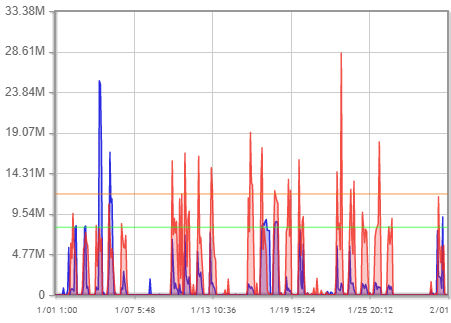 33.38M
28.61M
23.84M
19.07M
14.31M
9.54M
4.77M
0
1/01 1:00 1/07 5:48 1/13 10:36 1/19 15:24 1/25 20:12 2/01